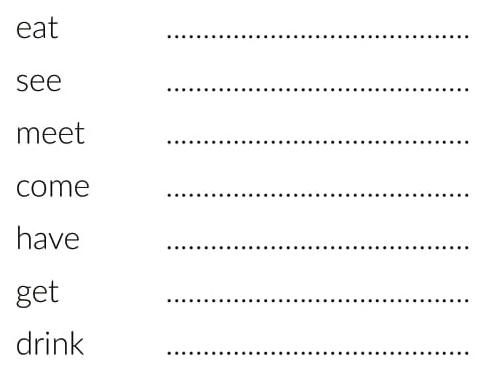 eat ........................................
see ........................................
meet ........................................
come ........................................
have ........................................
get ........................................
drink ........................................